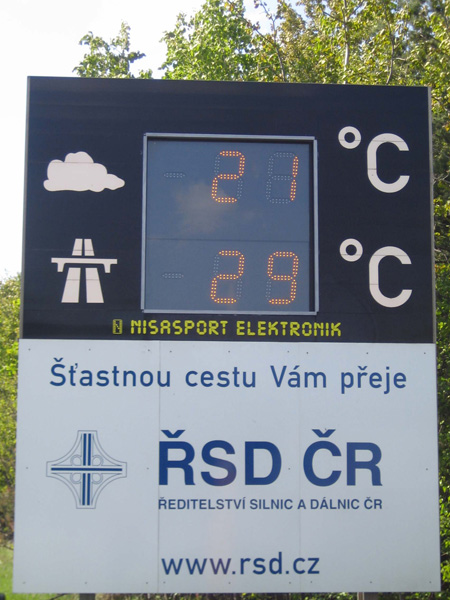 21 °C
29 °C
NISASPORT ELEKTRONIK
Šťastnou cestu Vám přeje
ŘSD ČR
ŘEDITELSTVÍ SILNIC A DÁLNIC ČR
www.rsd.cz